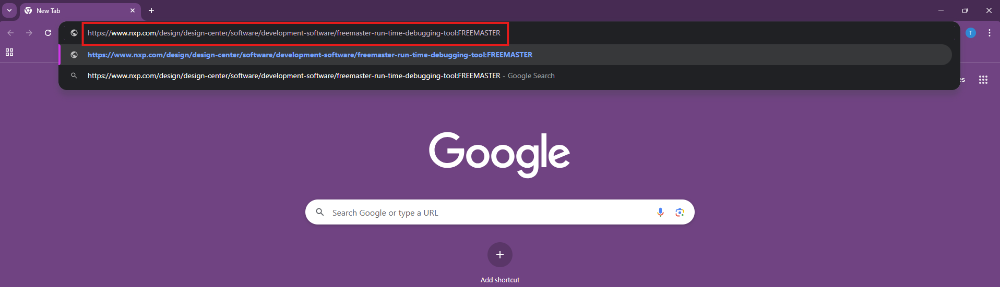 New Tab
https://www.nxp.com/design/design-center/software/development-software/freemaster-run-time-debugging-tool:FREEMASTER
T
https://www.nxp.com/design/design-center/software/development-software/freemaster-run-time-debugging-tool:FREEMASTER
https://www.nxp.com/design/design-center/software/development-software/freemaster-run-time-debugging-tool:FREEMASTER - Google Search
es
Google
Search Google or type a URL
Add shortcut